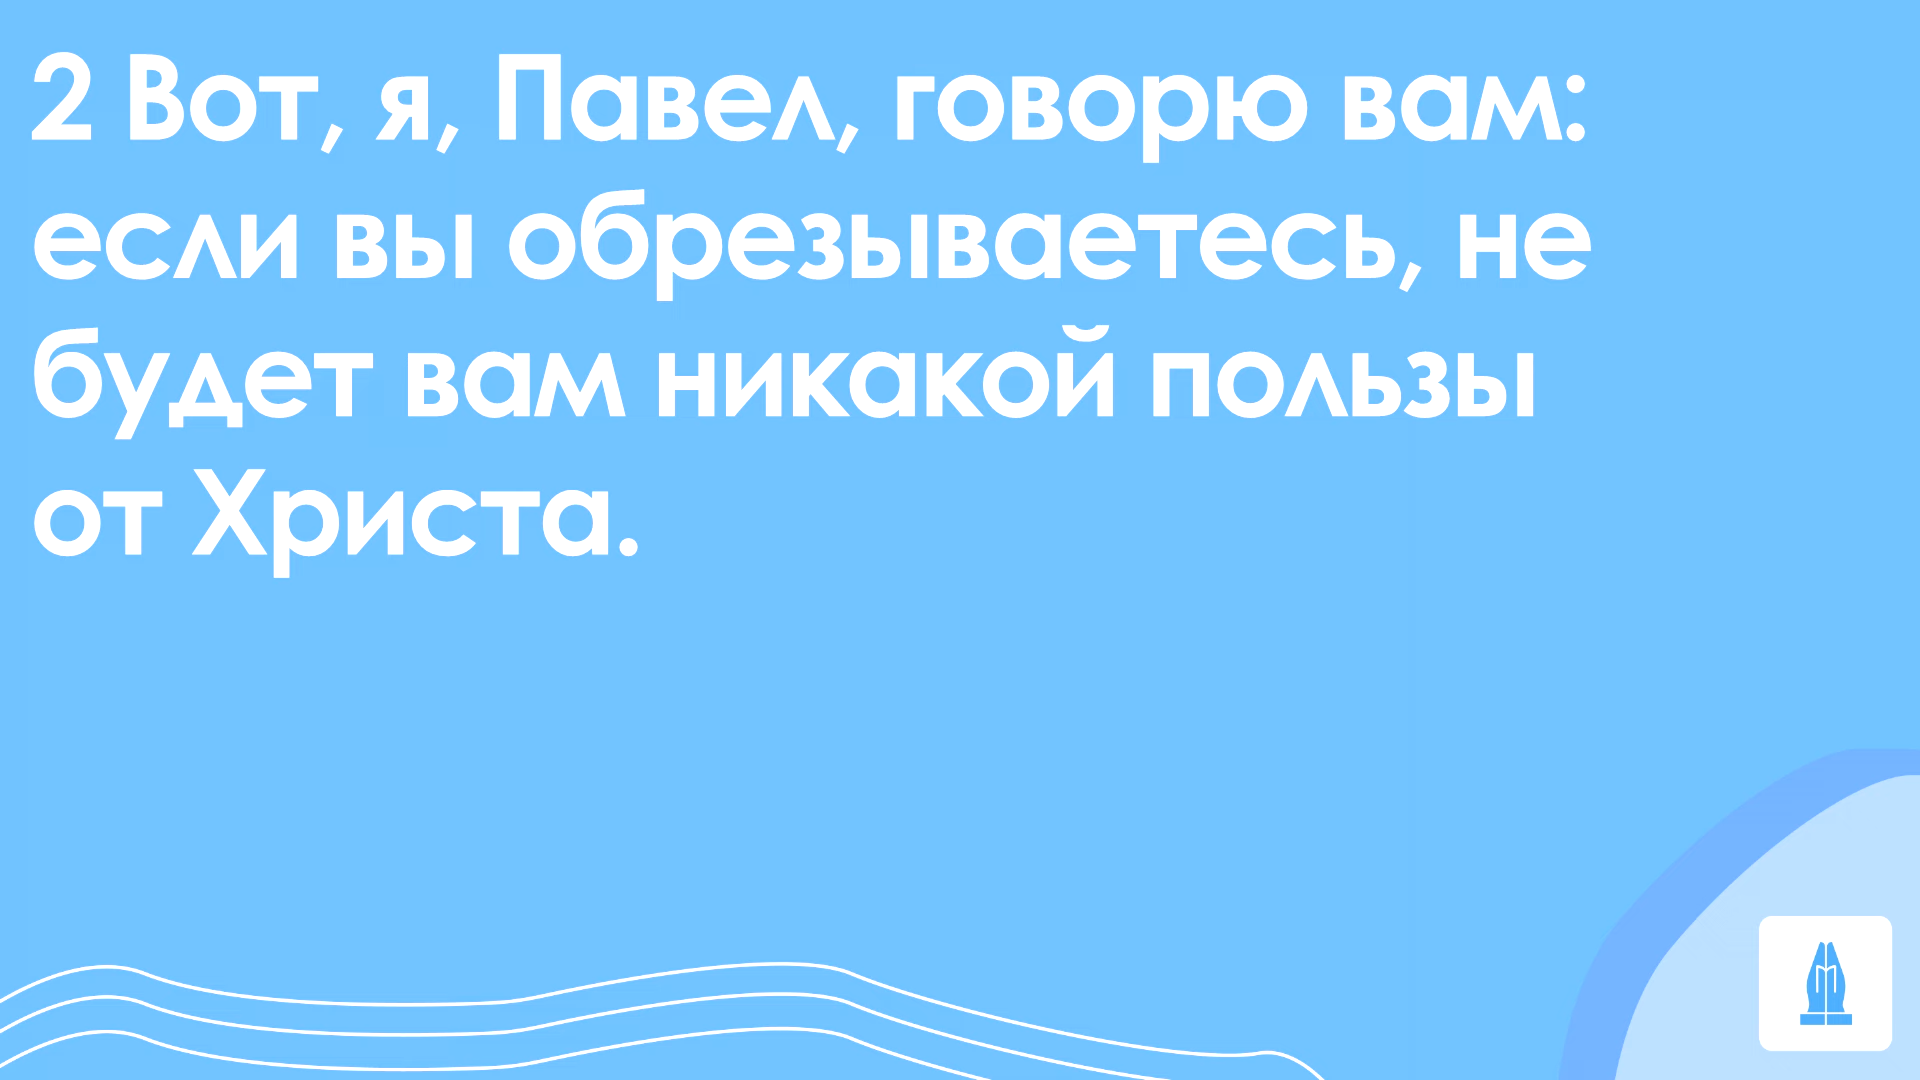 2 Вот, я, Павел, говорю вам:
если вы обрезываетесь, не
будет вам никакой пользы
от Христа.